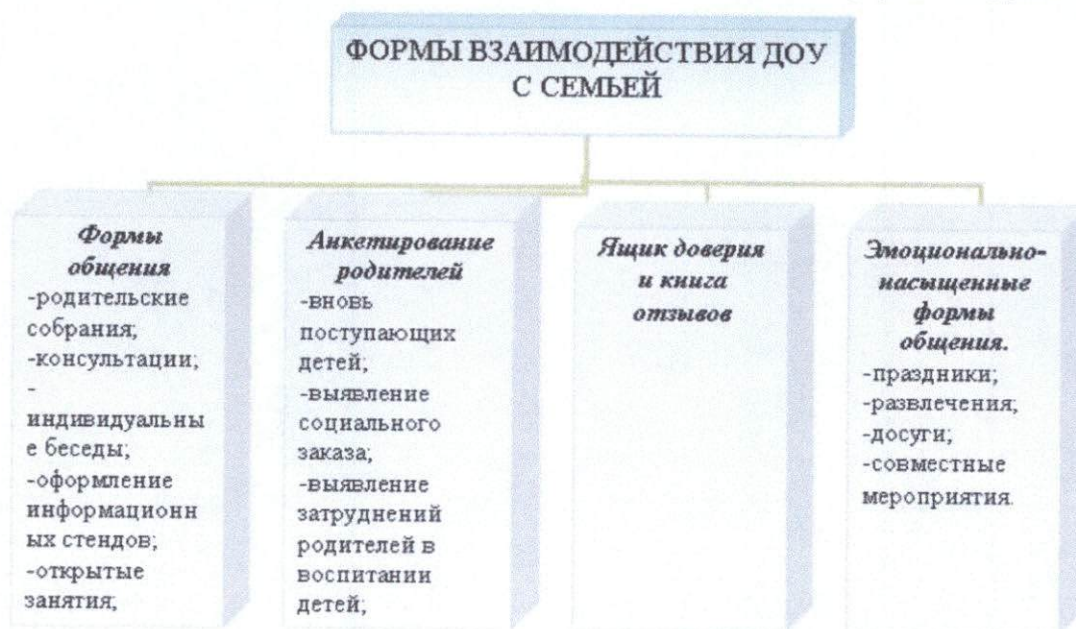 ФОРМЫ ВЗАИМОДЕЙСТВИЯ ДОУ
С СЕМЬЕЙ
Формы
общения
-родительские
собрания;
-консультации;
-
индивидуальны
е беседы;
-оформление
информационн
ых стендов;
-открытые
занятия;
Анкетирование
родителей
-вновь
поступающих
детей;
-выявление
социального
заказа;
-выявление
затруднений
родителей в
воспитании
детей;
Ящик доверия
и книга
отзывов
Эмоционально-
насыщенные
формы
общения.
-праздники;
-развлечения;
-досуги;
-совместные
мероприятия.